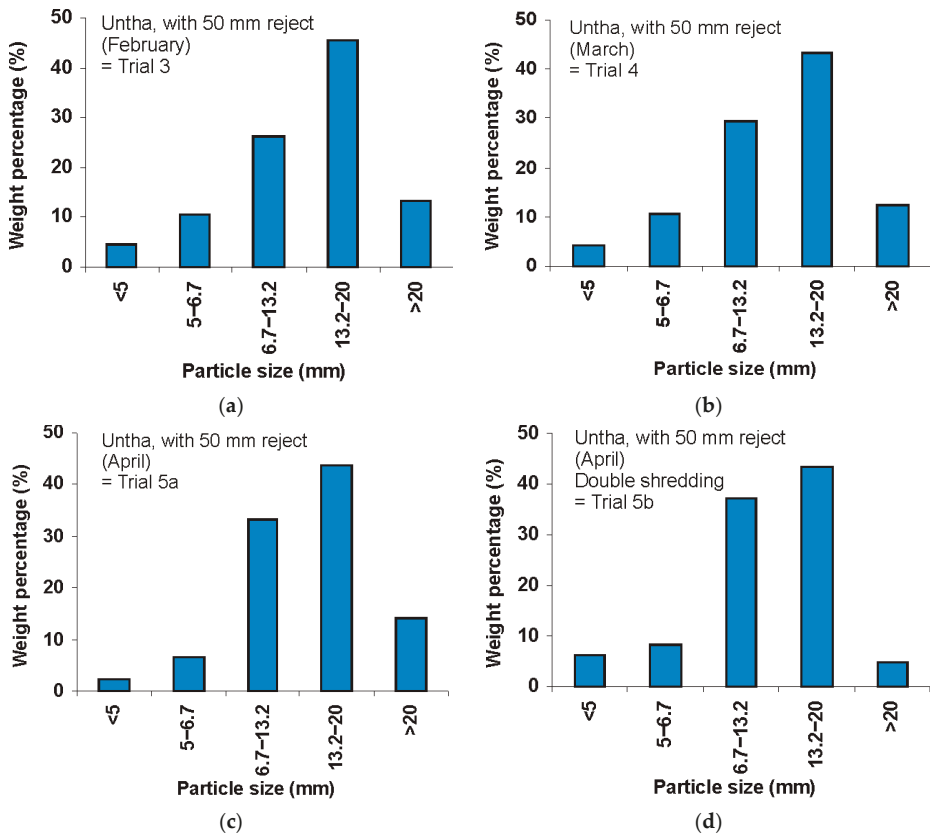 Untha, with 50 mm reject
(February)
= Trial 3
Weight percentage (%)
50
40
30
20
10
0
<5
5−6.7
6.7−13.2
13.2−20
>20
Particle size (mm)
(a)
Untha, with 50 mm reject
(March)
= Trial 4
Weight percentage (%)
50
40
30
20
10
0
<5
5−6.7
6.7−13.2
13.2−20
>20
Particle size (mm)
(b)
Untha, with 50 mm reject
(April)
= Trial 5a
Weight percentage (%)
50
40
30
20
10
0
<5
5−6.7
6.7−13.2
13.2−20
>20
Particle size (mm)
(c)
Untha, with 50 mm reject
(April)
Double shredding
= Trial 5b
Weight percentage (%)
50
40
30
20
10
0
<5
5−6.7
6.7−13.2
13.2−20
>20
Particle size (mm)
(d)